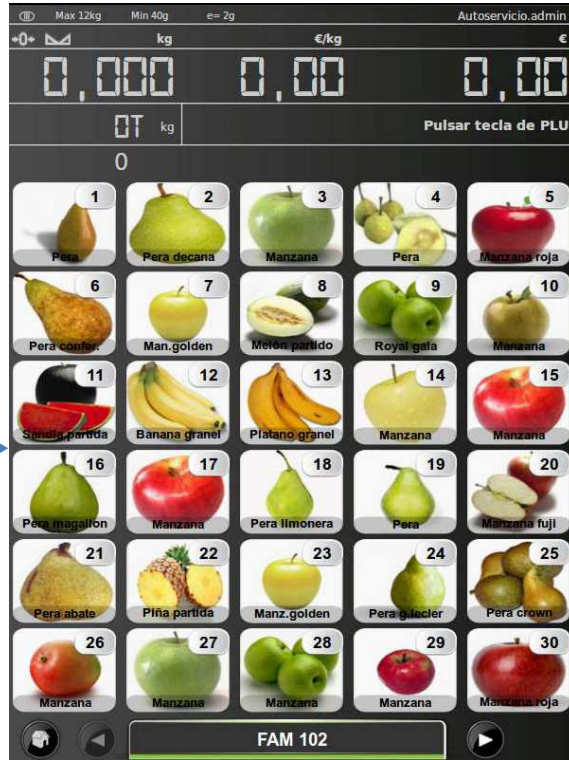 Max 12kg Min 40g e= 2g Autoservicio.admin
→0← kg €/kg €
0,000 0,00 0,00
0T kg Pulsar tecla de PLU
0
1 2 3 4 5
Pera Pera decana Manzana Pera Manzana roja
6 7 8 9 10
Pera confer. Man.golden Melón partido Royal gala Manzana
11 12 13 14 15
Sandía partida Banana granel Platano granel Manzana Manzana
16 17 18 19 20
Pera magallon Manzana Pera limonera Pera Manzana fuji
21 22 23 24 25
Pera abate Piña partida Manz.golden Pera g.lecler Pera crown
26 27 28 29 30
Manzana Manzana Manzana Manzana Manzana roja
FAM 102